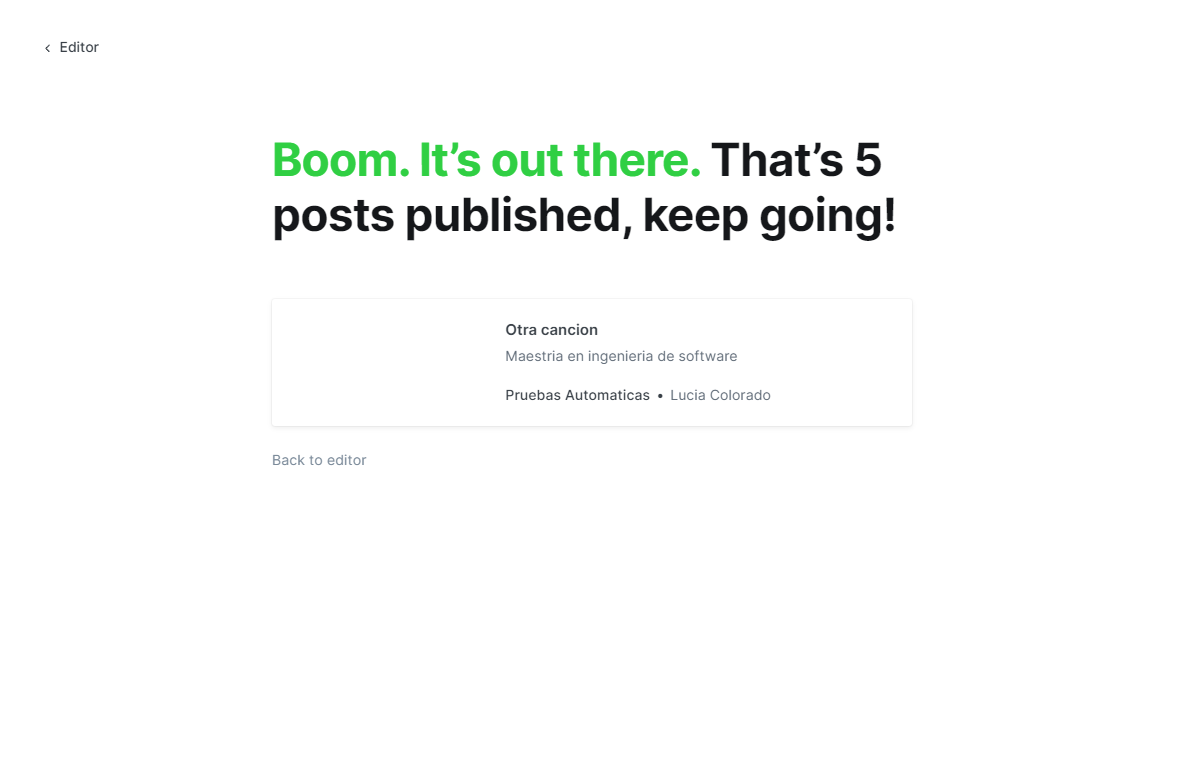 Editor
Boom. It’s out there. That’s 5
posts published, keep going!
Otra cancion
Maestria en ingenieria de software
Pruebas Automaticas • Lucia Colorado
Back to editor